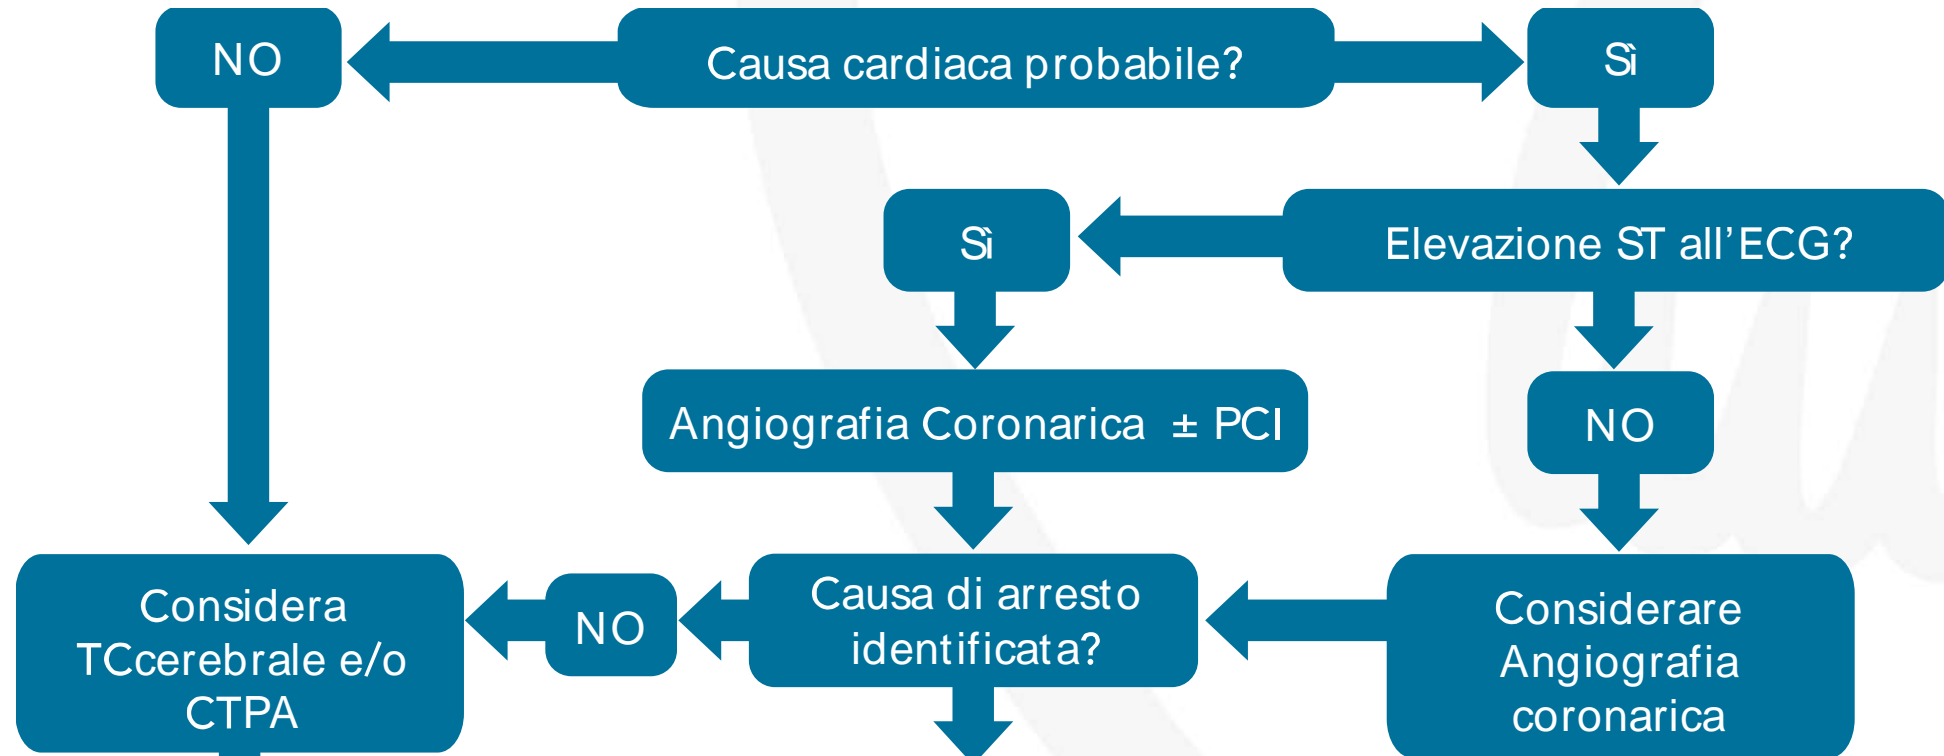 NO
Causa cardiaca probabile?
Sì
Sì
Elevazione ST all’ECG?
Angiografia Coronarica ± PCI
NO
Considera
TCcerebrale e/o
CTPA
NO
Causa di arresto
identificata?
Considerare
Angiografia
coronarica